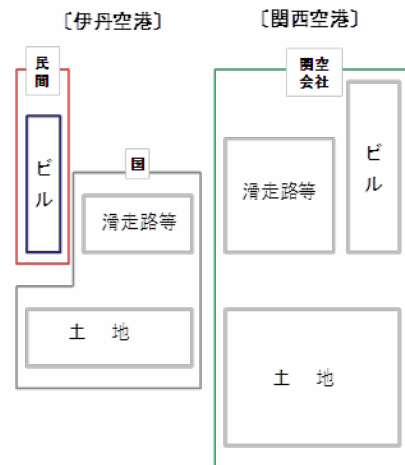 〔伊丹空港〕
民
間
ビ
ル
国
滑走路等
土 地
〔関西空港〕
関空
会社
滑走路等
ビ
ル
土 地